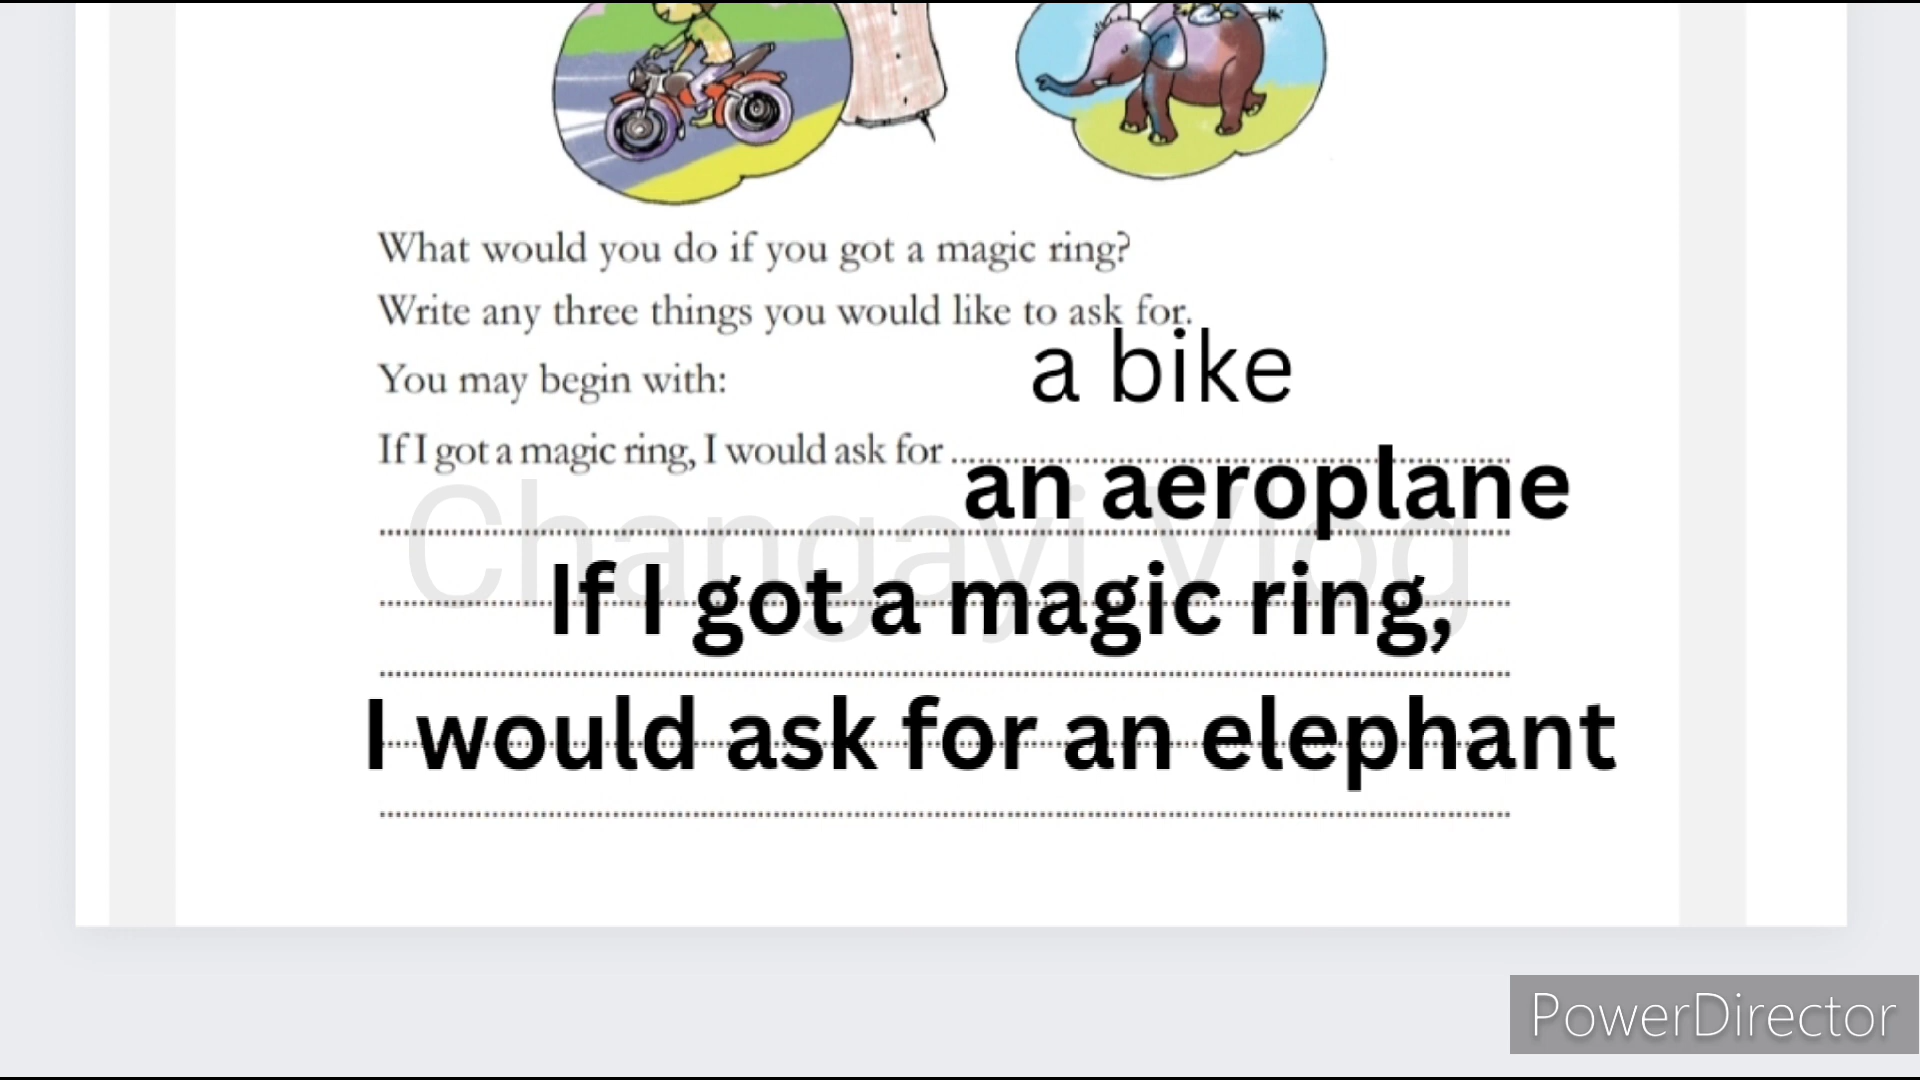 What would you do if you got a magic ring?
Write any three things you would like to ask for.
a bike
You may begin with:
If I got a magic ring, I would ask for ........................................................
an aeroplane
Changayi Vlog
If I got a magic ring,
I would ask for an elephant
PowerDirector